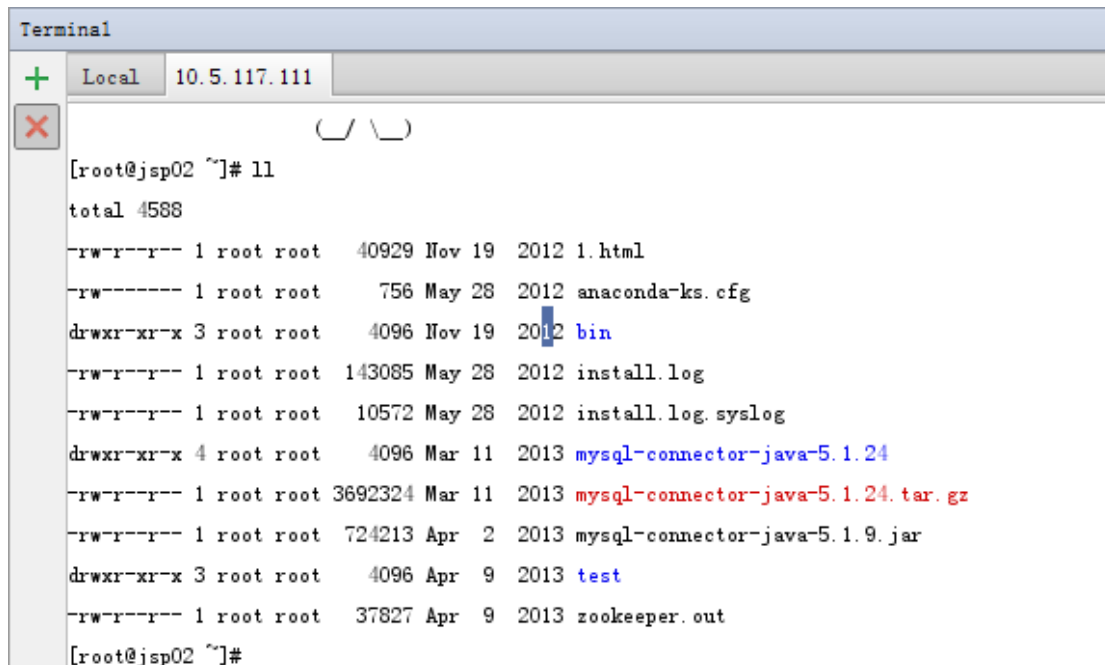 Terminal
Local 10.5.117.111
(__/ \__)
[root@jsp02 ~]# ll
total 4588
-rw-r--r-- 1 root root   40929 Nov 19  2012 1.html
-rw------- 1 root root     756 May 28  2012 anaconda-ks.cfg
drwxr-xr-x 3 root root    4096 Nov 19  2012 bin
-rw-r--r-- 1 root root  143085 May 28  2012 install.log
-rw-r--r-- 1 root root   10572 May 28  2012 install.log.syslog
drwxr-xr-x 4 root root    4096 Mar 11  2013 mysql-connector-java-5.1.24
-rw-r--r-- 1 root root 3692324 Mar 11  2013 mysql-connector-java-5.1.24.tar.gz
-rw-r--r-- 1 root root  724213 Apr  2  2013 mysql-connector-java-5.1.9.jar
drwxr-xr-x 3 root root    4096 Apr  9  2013 test
-rw-r--r-- 1 root root   37827 Apr  9  2013 zookeeper.out
[root@jsp02 ~]#